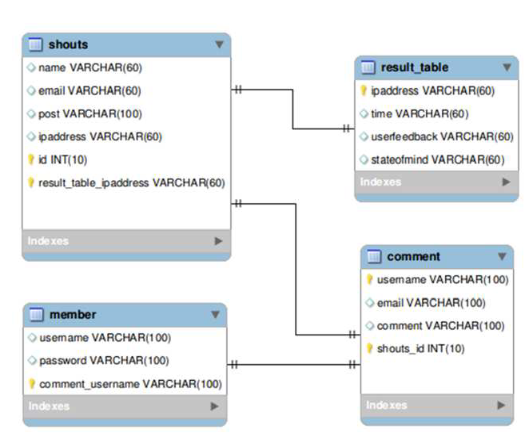 shouts
name VARCHAR(60)
email VARCHAR(60)
post VARCHAR(100)
ipaddress VARCHAR(60)
id INT(10)
result_table_ipaddress VARCHAR(60)
Indexes
result_table
ipaddress VARCHAR(60)
time VARCHAR(60)
userfeedback VARCHAR(60)
stateofmind VARCHAR(60)
Indexes
member
username VARCHAR(100)
password VARCHAR(100)
comment_username VARCHAR(100)
Indexes
comment
username VARCHAR(100)
email VARCHAR(100)
comment VARCHAR(100)
shouts_id INT(10)
Indexes